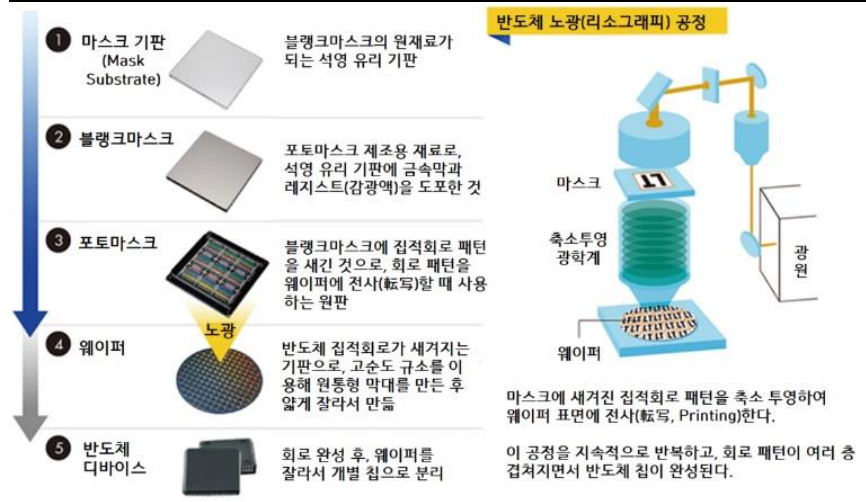 1
마스크 기판
(Mask
Substrate)
블랭크마스크의 원재료가
되는 석영 유리 기판
2
블랭크마스크
포토마스크 제조용 재료로,
석영 유리 기판에 금속막과
레지스트(감광액)을 도포한 것
3
포토마스크
블랭크마스크에 집적회로 패턴
을 새긴 것으로, 회로 패턴을
웨이퍼에 전사(転写)할 때 사용
하는 원판
노광
4
웨이퍼
반도체 집적회로가 새겨지는
기판으로, 고순도 규소를 이
용해 원통형 막대를 만든 후
얇게 잘라서 만듦
5
반도체
디바이스
회로 완성 후, 웨이퍼를
잘라서 개별 칩으로 분리
반도체 노광(리소그래피) 공정
마스크
축소투영
광학계
광
원
웨이퍼
마스크에 새겨진 집적회로 패턴을 축소 투영하여
웨이퍼 표면에 전사(転写, Printing)한다.
이 공정을 지속적으로 반복하고, 회로 패턴이 여러 층
겹쳐지면서 반도체 칩이 완성된다.